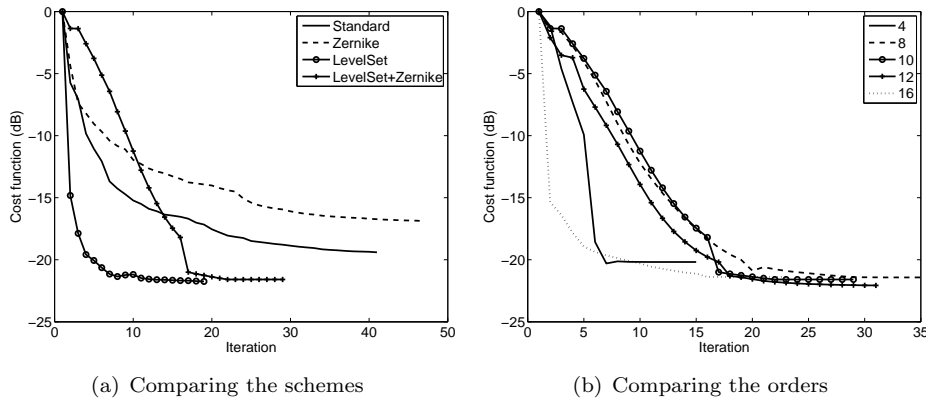 0
−5
−10
−15
−20
−25
Cost function (dB)
0 10 20 30 40 50
Iteration
Standard
Zernike
LevelSet
LevelSet+Zernike
(a) Comparing the schemes
0
−5
−10
−15
−20
−25
Cost function (dB)
0 5 10 15 20 25 30 35
Iteration
4
8
10
12
16
(b) Comparing the orders